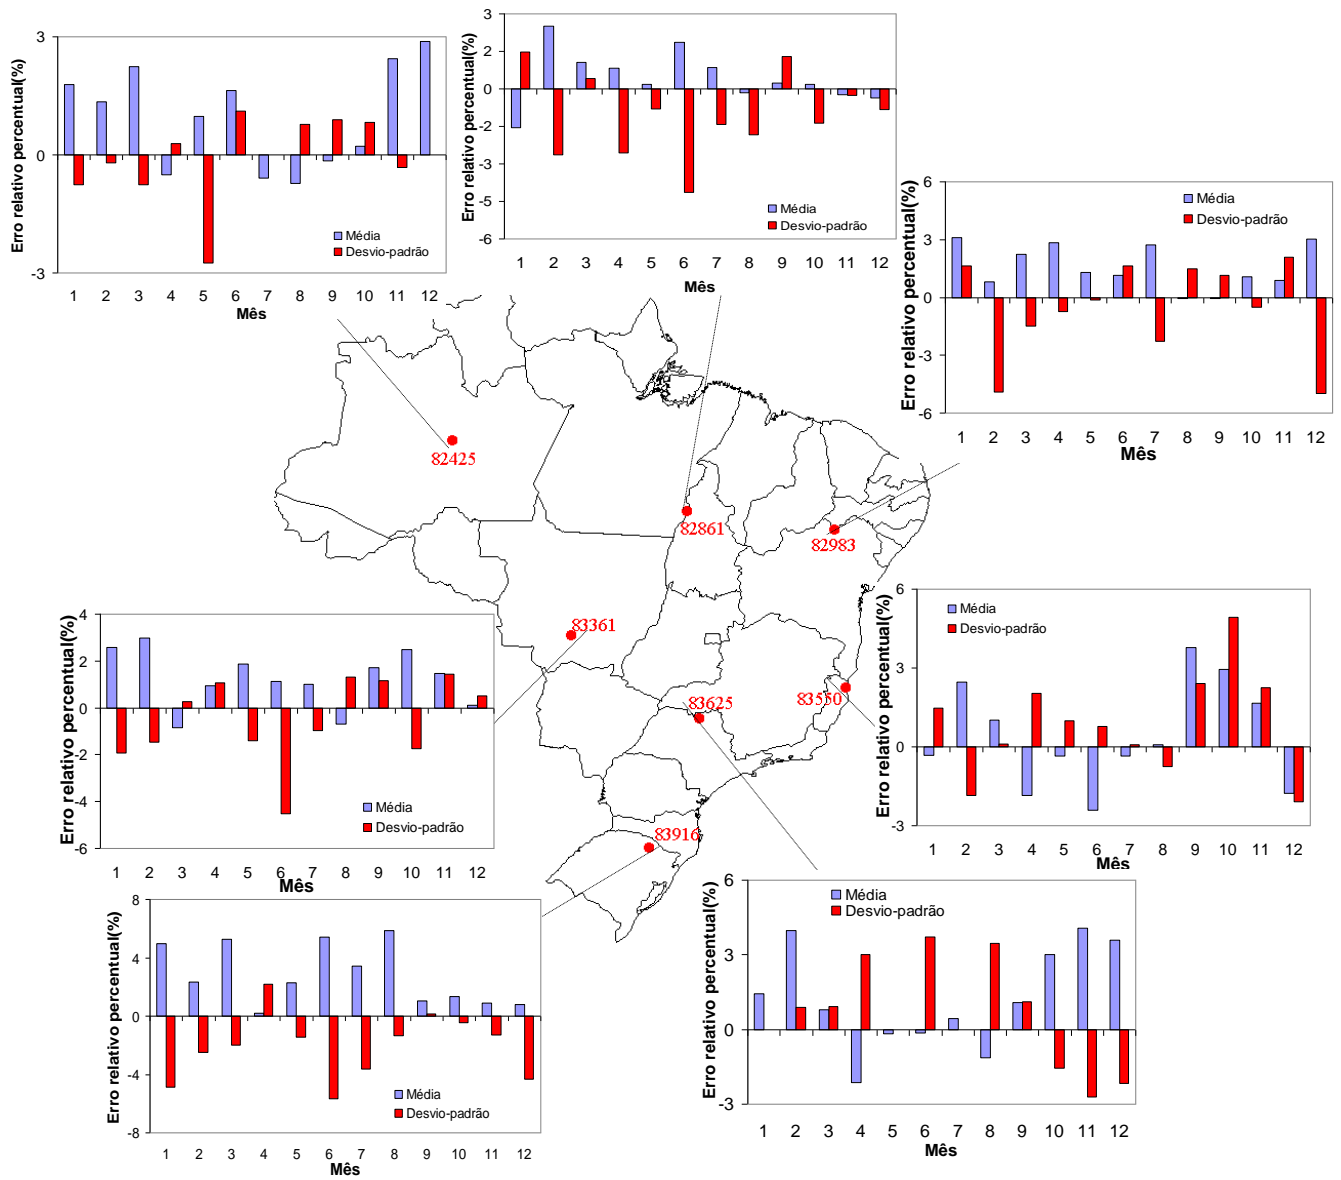 3
0
-3
Erro relativo percentual(%)
Média
Desvio-padrão
1 2 3 4 5 6 7 8 9 10 11 12
Mês
3
2
0
-2
-3
-5
-6
Erro relativo percentual(%)
Média
Desvio-padrão
1 2 3 4 5 6 7 8 9 10 11 12
Mês
6
3
0
-3
-6
Erro relativo percentual(%)
Média
Desvio-padrão
1 2 3 4 5 6 7 8 9 10 11 12
Mês
82425
82861
82983
83361
83625
83550
83916
4
2
0
-2
-4
-6
Erro relativo percentual(%)
Média
Desvio-padrão
1 2 3 4 5 6 7 8 9 10 11 12
Mês
6
3
0
-3
Erro relativo percentual(%)
Média
Desvio-padrão
1 2 3 4 5 6 7 8 9 10 11 12
Mês
8
4
0
-4
-8
Erro relativo percentual(%)
Média
Desvio-padrão
1 2 3 4 5 6 7 8 9 10 11 12
Mês
6
3
0
-3
Erro relativo percentual(%)
Média
Desvio-padrão
1 2 3 4 5 6 7 8 9 10 11 12
Mês